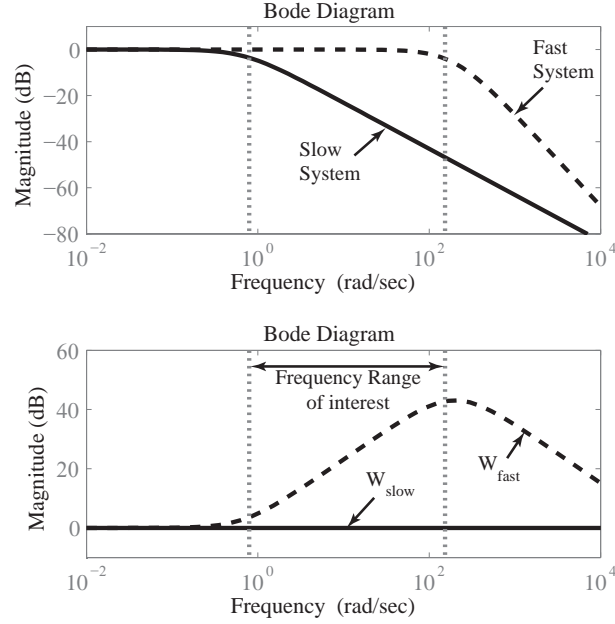 Bode Diagram
0
−20
−40
−60
−80
Magnitude (dB)
Fast
System
Slow
System
10^-2
10^0
10^2
10^4
Frequency (rad/sec)
Bode Diagram
60
40
20
0
Magnitude (dB)
Frequency Range
of interest
W_slow
W_fast
10^-2
10^0
10^2
10^4
Frequency (rad/sec)